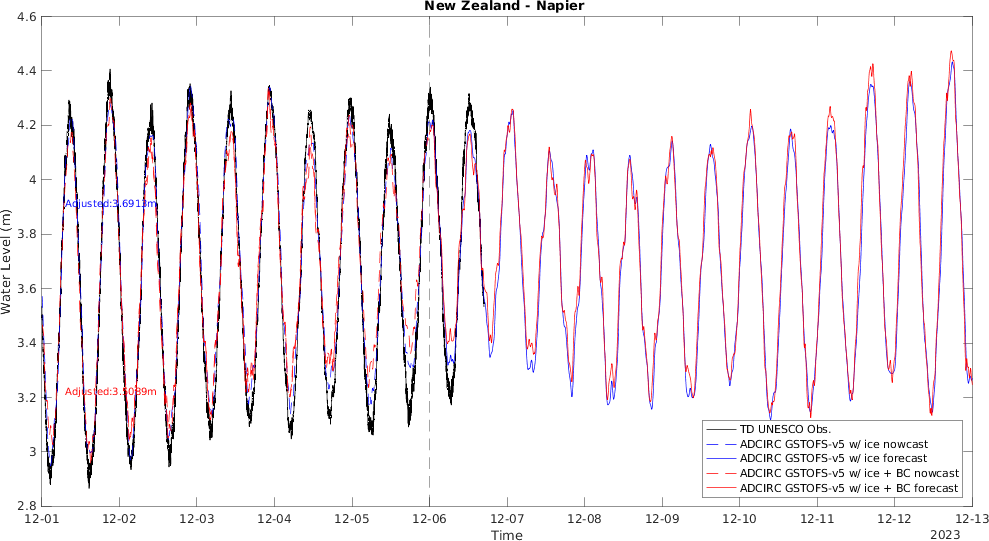 New Zealand - Napier
4.6
4.4
4.2
4
3.8
3.6
3.4
3.2
3
2.8
Water Level (m)
Adjusted:3.6913m
Adjusted:3.5089m
TD UNESCO Obs.
ADCIRC GSTOFS-v5 w/ ice nowcast
ADCIRC GSTOFS-v5 w/ ice forecast
ADCIRC GSTOFS-v5 w/ ice + BC nowcast
ADCIRC GSTOFS-v5 w/ ice + BC forecast
12-01 12-02 12-03 12-04 12-05 12-06 12-07 12-08 12-09 12-10 12-11 12-12 12-13
Time
2023